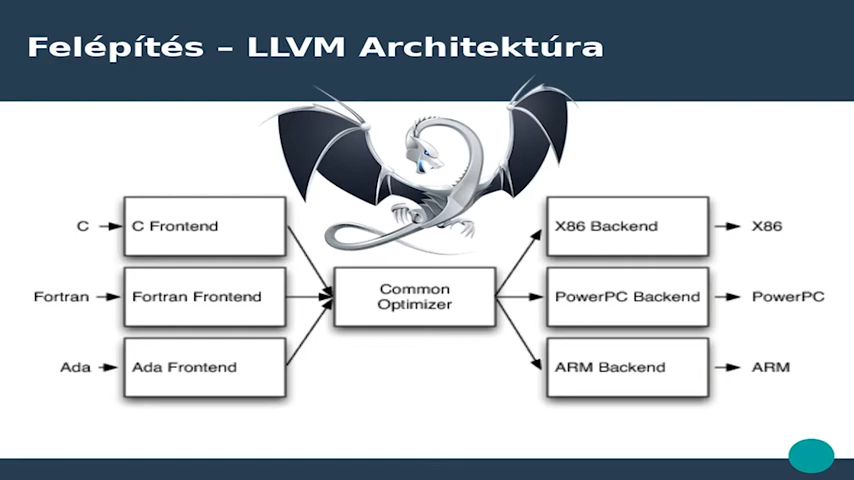 Felépítés – LLVM Architektúra
C
C Frontend
X86 Backend
X86
Fortran
Fortran Frontend
Common
Optimizer
PowerPC Backend
PowerPC
Ada
Ada Frontend
ARM Backend
ARM